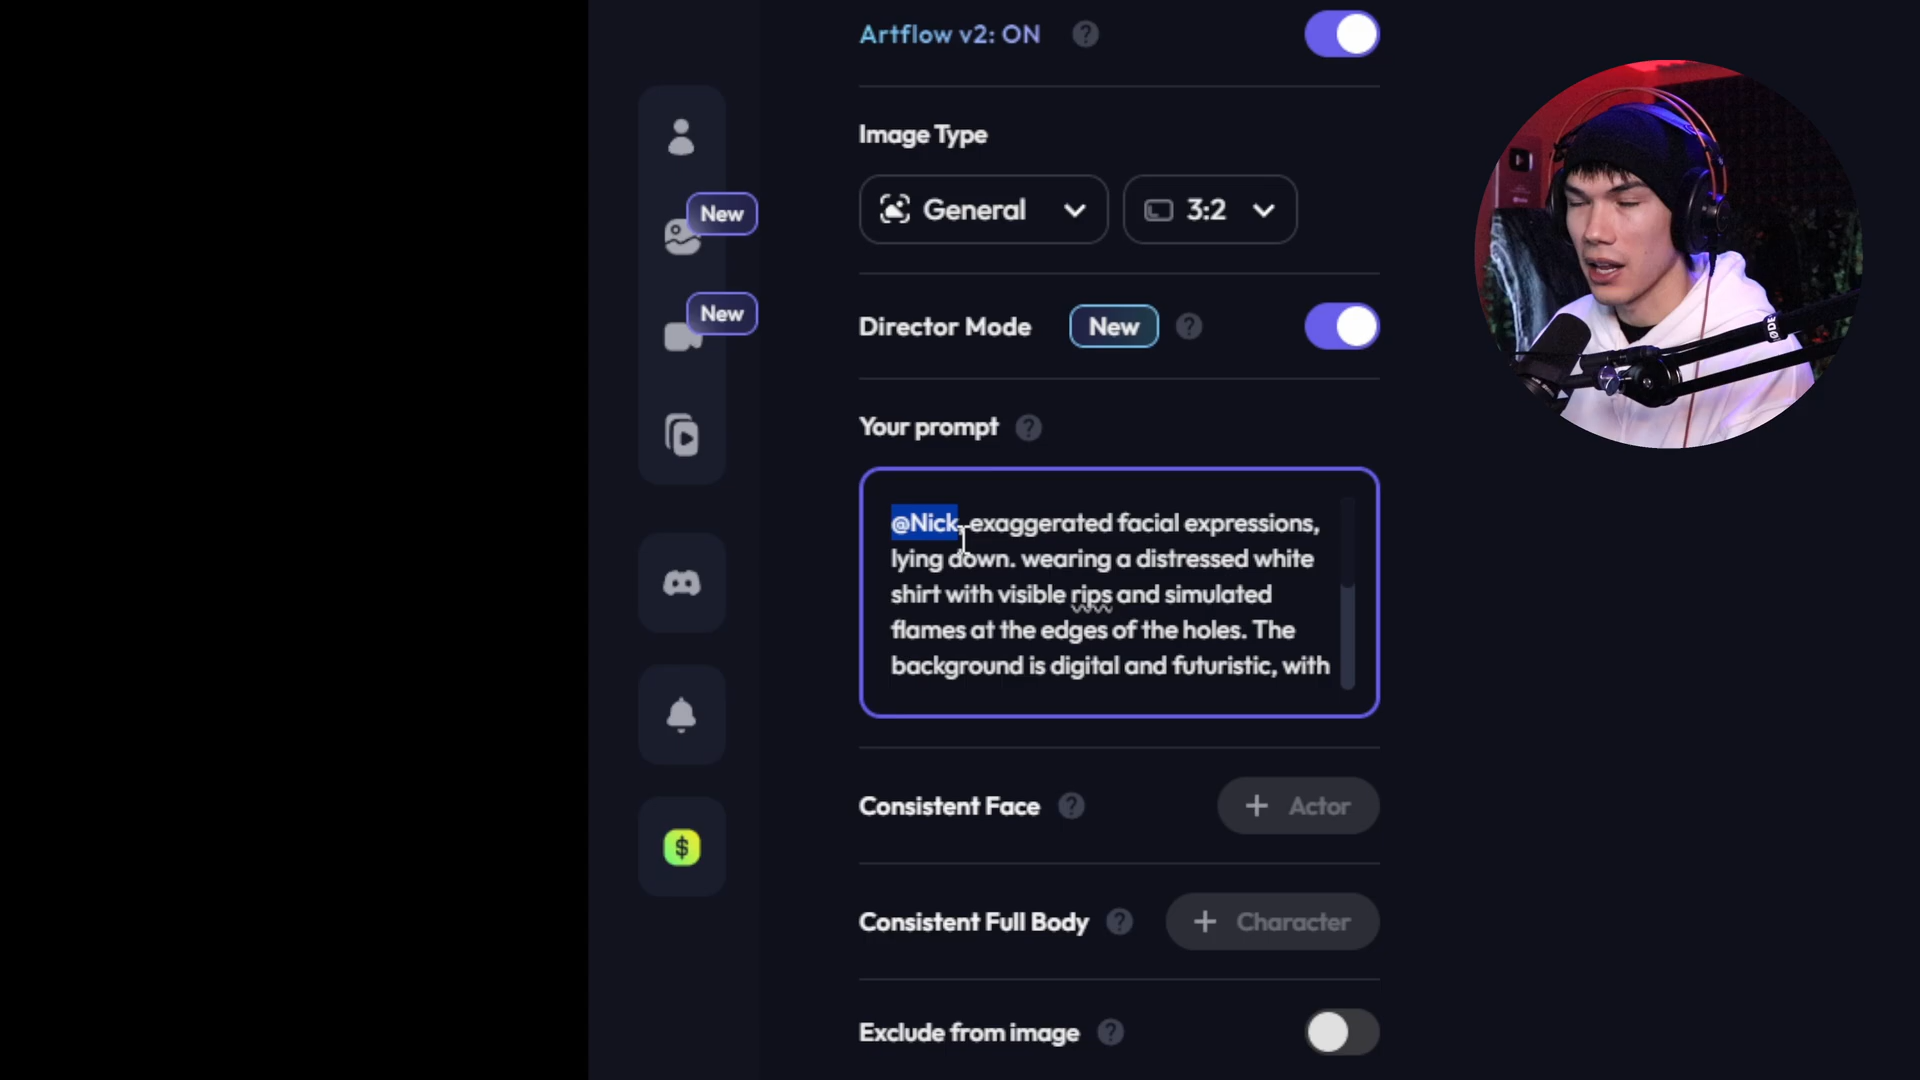 Artflow v2: ON
?
Image Type
General
3:2
New
New
Director Mode
New
?
Your prompt
?
@Nick, exaggerated facial expressions,
lying down. wearing a distressed white
shirt with visible rips and simulated
flames at the edges of the holes. The
background is digital and futuristic, with
Consistent Face
?
+ Actor
Consistent Full Body
?
+ Character
Exclude from image
?
$
RØDE